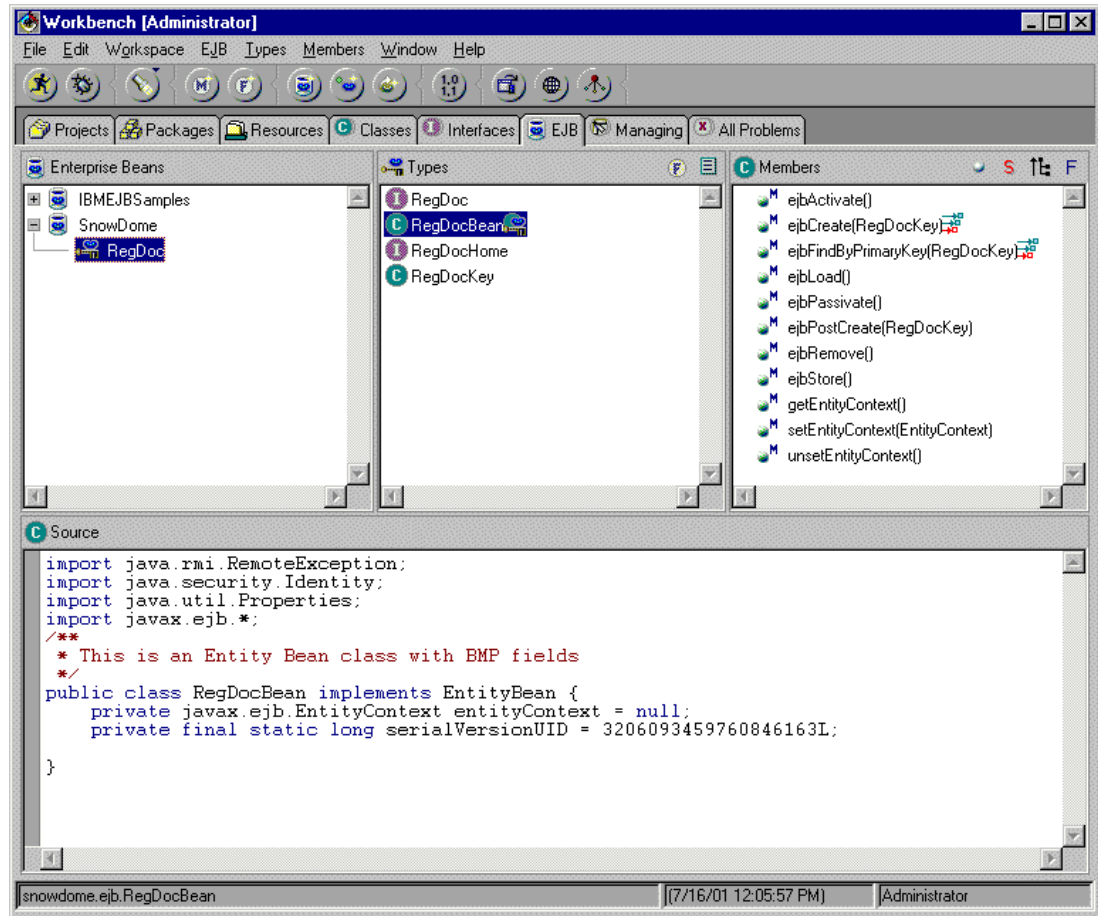 Workbench [Administrator]
File Edit Workspace EJB Types Members Window Help
M F 1,0 1,1
Projects Packages Resources C Classes I Interfaces EJB Managing X All Problems
Enterprise Beans
IBMEJBSamples
SnowDome
RegDoc
Types F
I RegDoc
C RegDocBean
I RegDocHome
C RegDocKey
C Members S F
M ejbActivate()
M ejbCreate(RegDocKey)
M ejbFindByPrimaryKey(RegDocKey)
M ejbLoad()
M ejbPassivate()
M ejbPostCreate(RegDocKey)
M ejbRemove()
M ejbStore()
M getEntityContext()
M setEntityContext(EntityContext)
M unsetEntityContext()
C Source
import java.rmi.RemoteException;
import java.security.Identity;
import java.util.Properties;
import javax.ejb.*;
/**
* This is an Entity Bean class with BMP fields
*/
public class RegDocBean implements EntityBean {
private javax.ejb.EntityContext entityContext = null;
private final static long serialVersionUID = 3206093459760846163L;
}
snowdome.ejb.RegDocBean (7/16/01 12:05:57 PM) Administrator